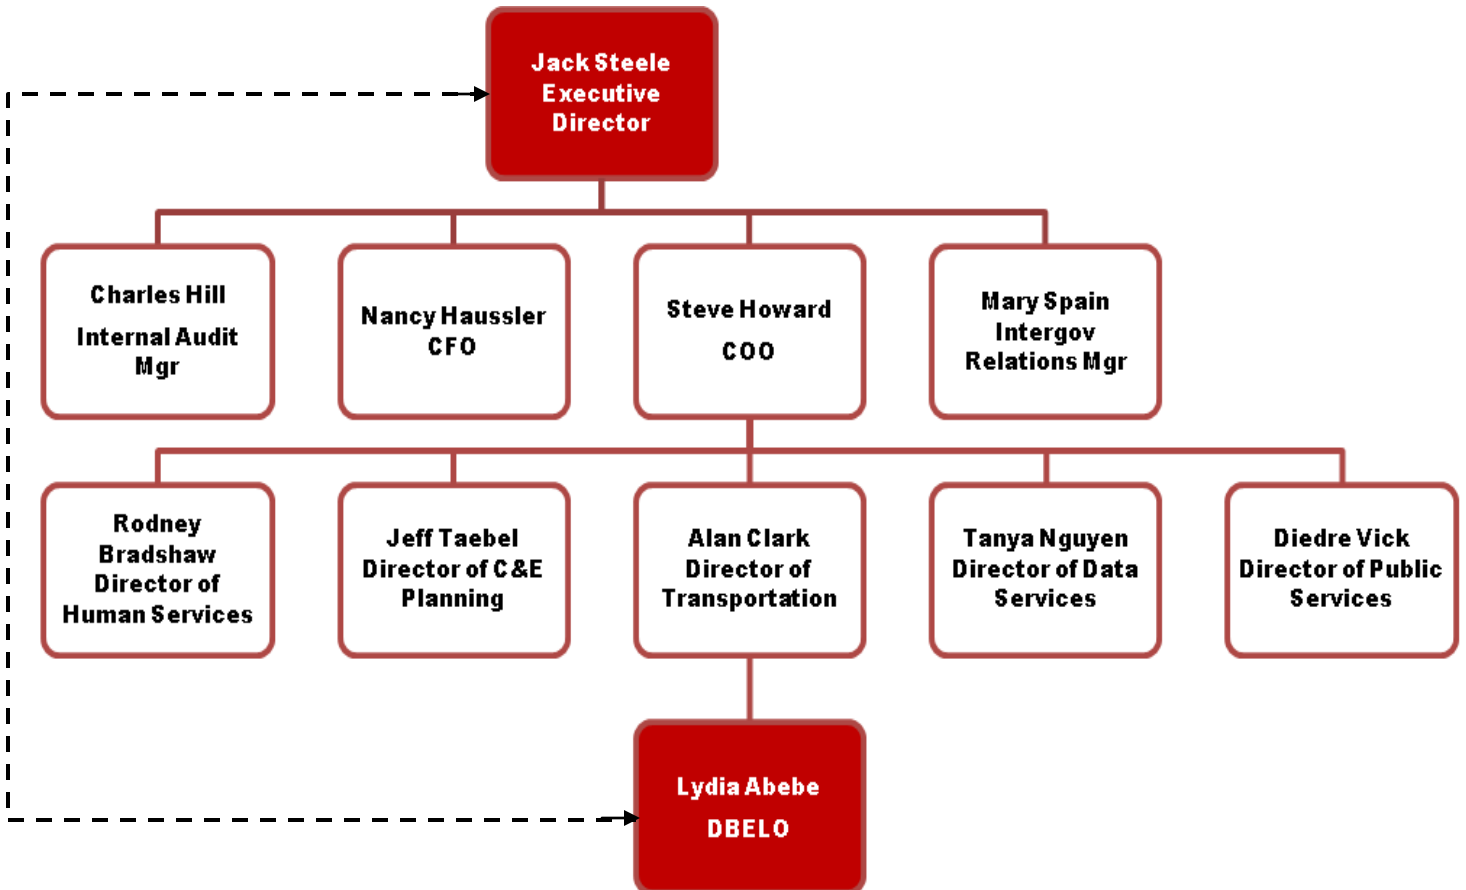 Jack Steele
Executive
Director
Charles Hill
Internal Audit
Mgr
Nancy Haussler
CFO
Steve Howard
COO
Mary Spain
Intergov
Relations Mgr
Rodney
Bradshaw
Director of
Human Services
Jeff Taebel
Director of C&E
Planning
Alan Clark
Director of
Transportation
Tanya Nguyen
Director of Data
Services
Diedre Vick
Director of Public
Services
Lydia Abebe
DBELO